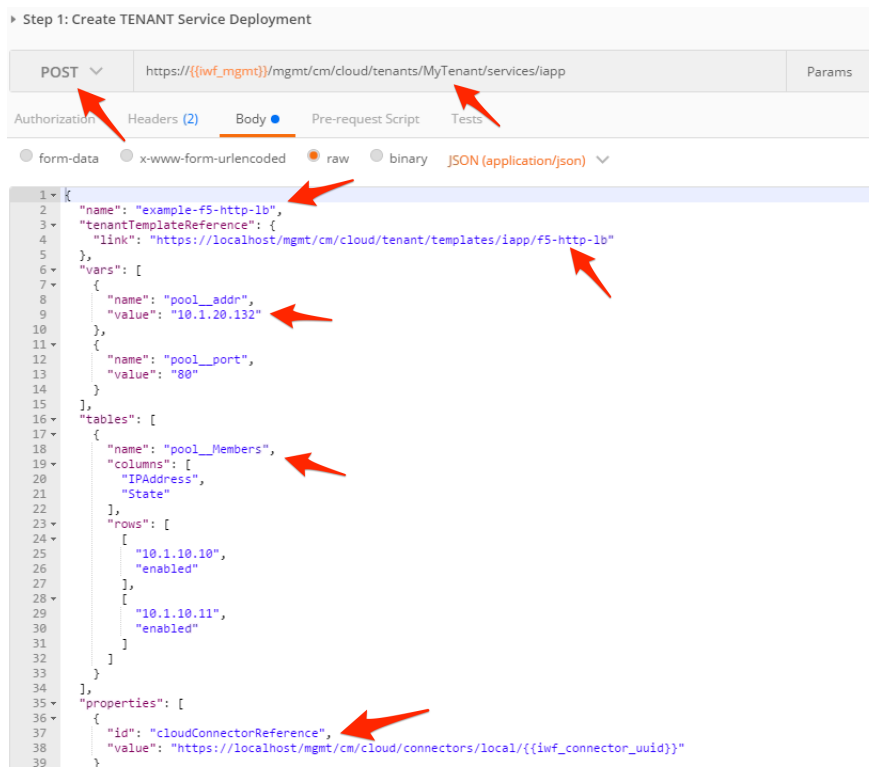 Step 1: Create TENANT Service Deployment
POST https://{{iwf_mgmt}}/mgmt/cm/cloud/tenants/MyTenant/services/iapp Params
Authorization Headers (2) Body Pre-request Script Tests
form-data x-www-form-urlencoded raw binary JSON (application/json)
1 {
2 "name": "example-f5-http-lb",
3 "tenantTemplateReference": {
4 "link": "https://localhost/mgmt/cm/cloud/tenant/templates/iapp/f5-http-lb"
5 },
6 "vars": [
7 {
8 "name": "pool__addr",
9 "value": "10.1.20.132"
10 },
11 {
12 "name": "pool__port",
13 "value": "80"
14 }
15 ],
16 "tables": [
17 {
18 "name": "pool__Members",
19 "columns": [
20 "IPAddress",
21 "State"
22 ],
23 "rows": [
24 [
25 "10.1.10.10",
26 "enabled"
27 ],
28 [
29 "10.1.10.11",
30 "enabled"
31 ]
32 ]
33 }
34 ],
35 "properties": [
36 {
37 "id": "cloudConnectorReference",
38 "value": "https://localhost/mgmt/cm/cloud/connectors/local/{{iwf_connector_uuid}}"
39 }